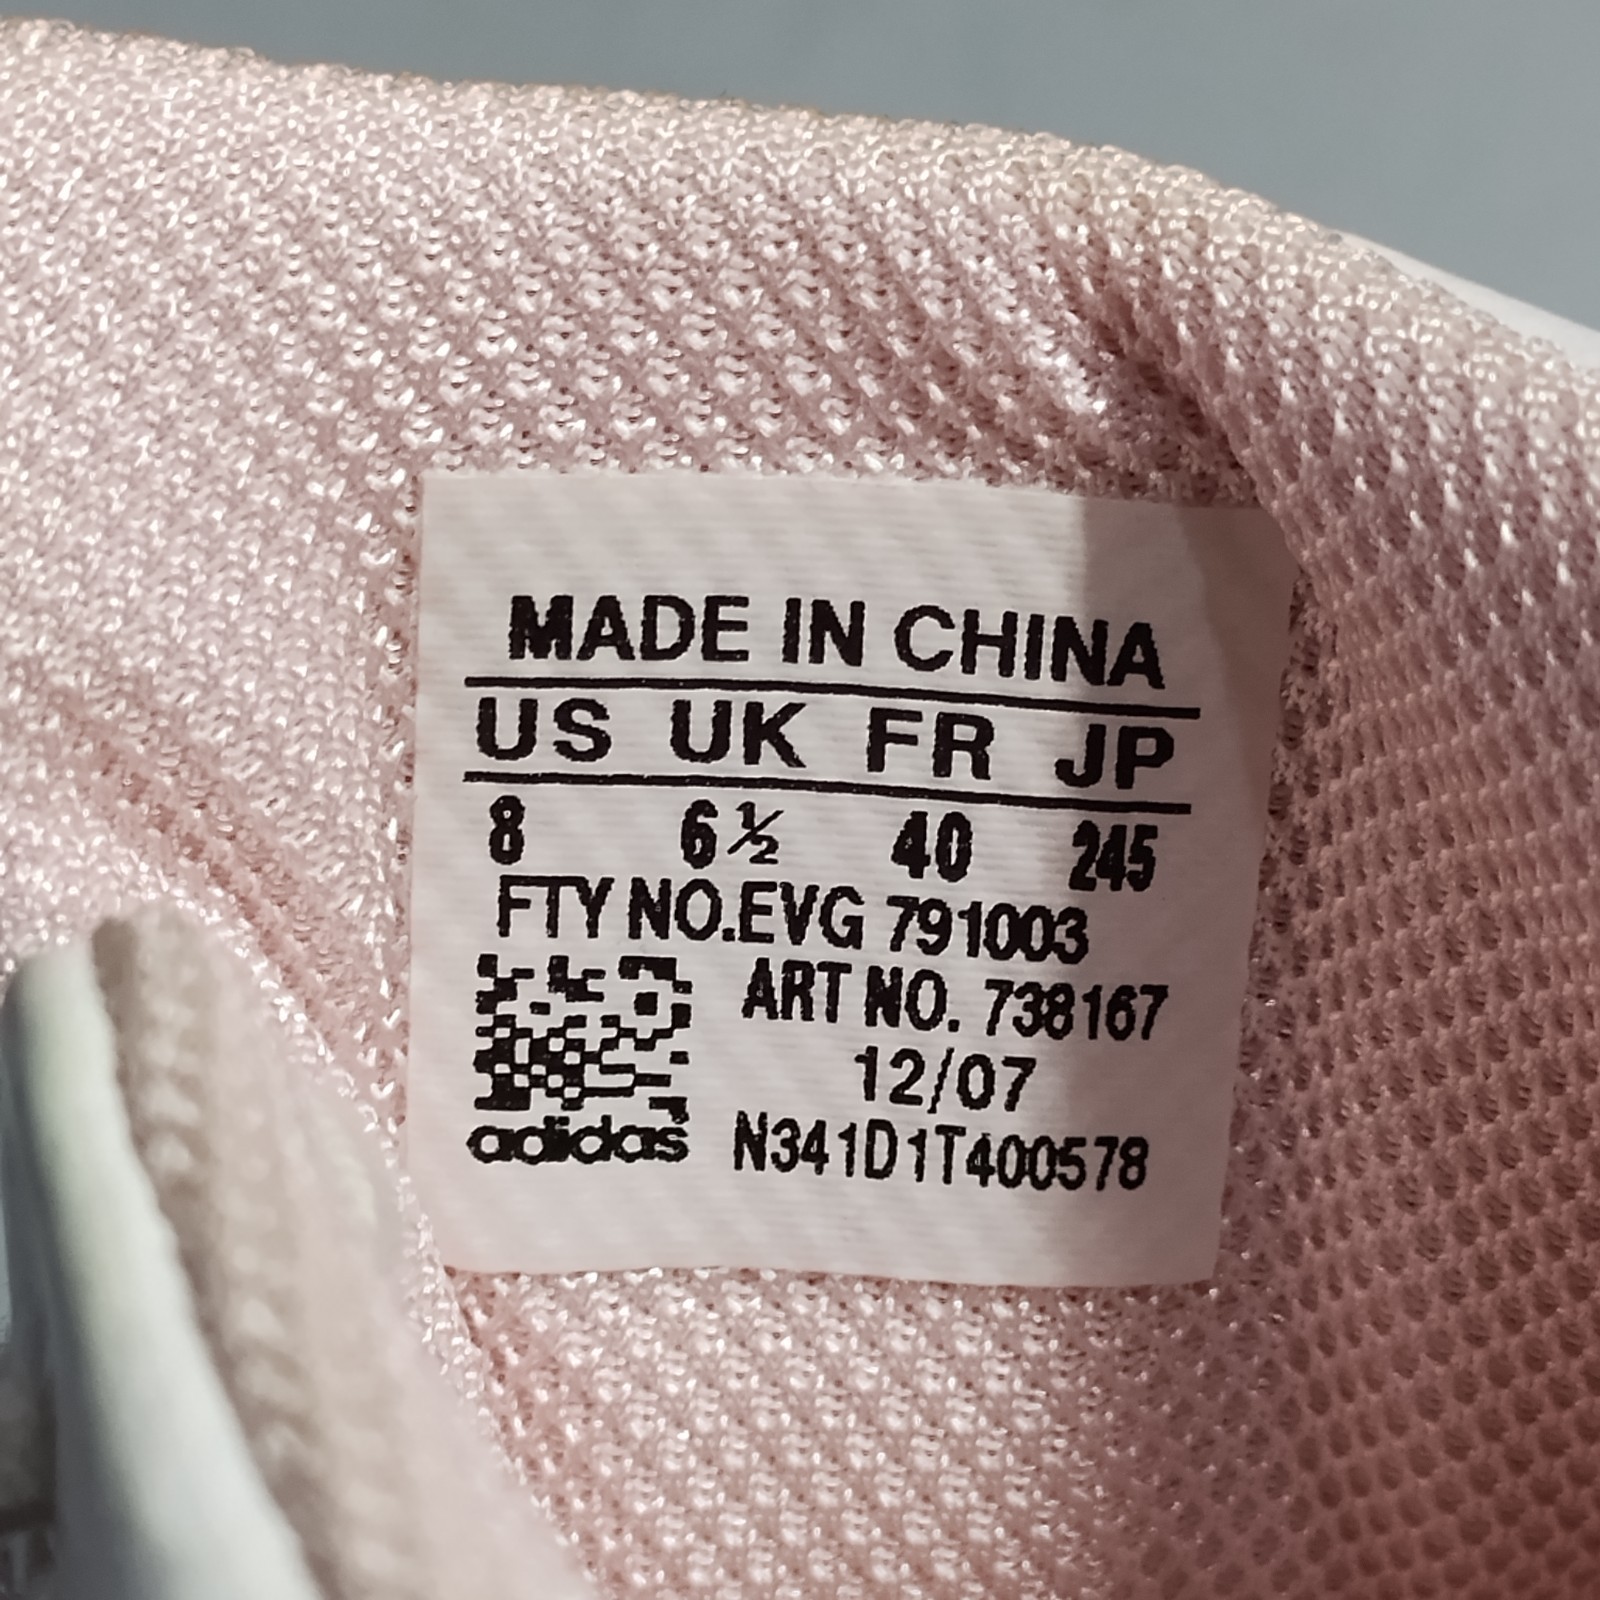 MADE IN CHINA
US UK FR JP
8 6½ 40 245
FTY NO.EVG 791003
ART NO. 738167
12/07
adidas N341D1T400578